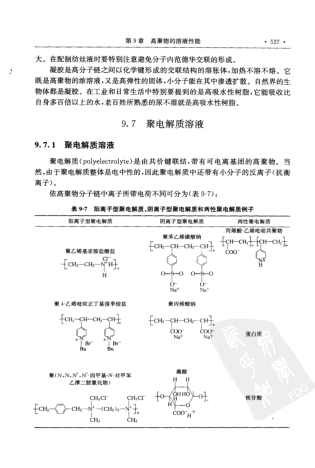 第9章 高聚物的溶液性能 ·527·
大。在配制纺丝液时要特别注意避免分子内范德华交联的形成。
凝胶是高分子链之间以化学键形成的交联结构的溶胀体，加热不溶不熔。它
既是高聚物的浓溶液，又是高弹性的固体，小分子能在其中渗透扩散。自然界的生
物体都是凝胶。在工业和日常生活中特别要提到的是高吸水性树脂，它能吸收比
自身多百倍以上的水，老百姓所熟悉的尿不湿就是高吸水性树脂。
9.7 聚电解质溶液
9.7.1 聚电解质溶液
聚电解质(polyelectrolyte)是由共价键联结，带有可电离基团的高聚物。当
然，由于聚电解质整体是电中性的，因此聚电解质中还带有小分子的反离子(抗衡
离子)。
依高聚物分子链中离子所带电荷不同可分为(表9-7)：
表9-7 阳离子型聚电解质、阴离子型聚电解质和两性聚电解质例子
阳离子型聚电解质 阴离子型聚电解质 两性聚电解质
聚乙烯基亚胺盐酸盐 聚苯乙烯磺酸钠 丙烯酸-乙烯吡啶共聚物
聚4-乙烯吡啶正丁基溴季铵盐 聚丙烯酸钠 蛋白质
聚(N,N,N′,N′-四甲基-N-对甲苯
乙撑二胺氯化物) 藻酸 核苷酸